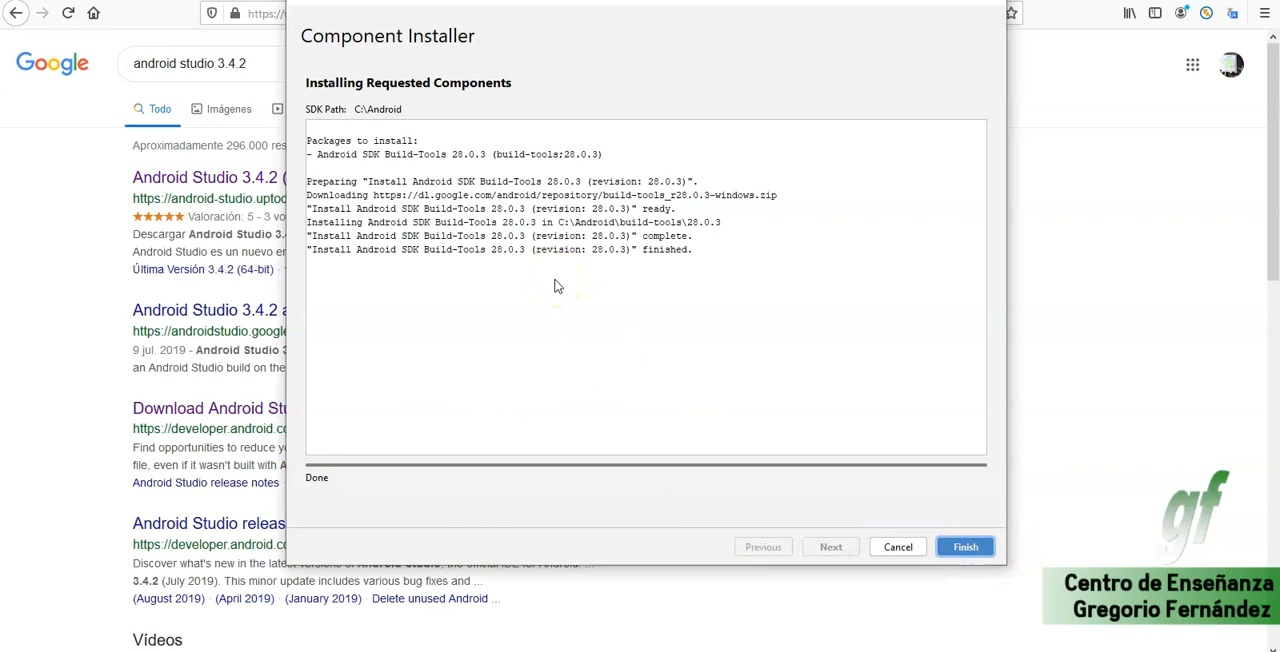 https://
Component Installer
Google
android studio 3.4.2
Installing Requested Components
Todo
Imágenes
SDK Path: C:\Android
Aproximadamente 296.000
Packages to install:
- Android SDK Build-Tools 28.0.3 (build-tools;28.0.3)
Preparing "Install Android SDK Build-Tools 28.0.3 (revision: 28.0.3)".
Downloading https://dl.google.com/android/repository/build-tools_r28.0.3-windows.zip
"Install Android SDK Build-Tools 28.0.3 (revision: 28.0.3)" ready.
Installing Android SDK Build-Tools 28.0.3 in C:\Android\build-tools\28.0.3
"Install Android SDK Build-Tools 28.0.3 (revision: 28.0.3)" complete.
"Install Android SDK Build-Tools 28.0.3 (revision: 28.0.3)" finished.
Done
Previous
Next
Cancel
Finish
Android Studio 3.4.2 (
https://android-studio.uptod
Valoración: 5 - 3 vo
Descargar Android Studio 3.
Android Studio es un nuevo
Última Versión 3.4.2 (64-bit) ·
Android Studio 3.4.2
https://androidstudio.google
9 jul. 2019 - Android Studio 3
an Android Studio build on the
Download Android Stu
https://developer.android.co
Find opportunities to reduce
file, even if it wasn't built with
Android Studio release notes
Android Studio releas
https://developer.android.co
Discover what's new in the
3.4.2 (July 2019). This minor update includes various bug fixes and ...
(August 2019) · (April 2019) · (January 2019) · Delete unused Android ...
Vídeos
gf
Centro de Enseñanza
Gregorio Fernández